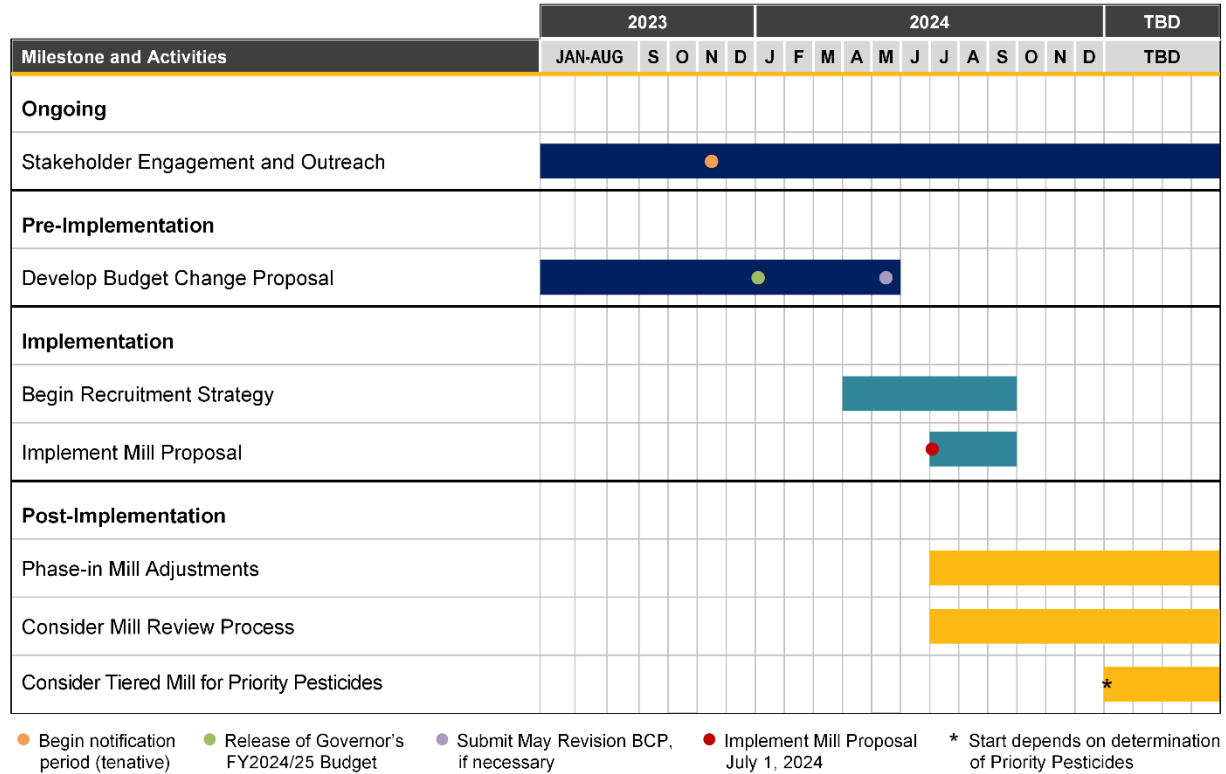 2023 2024 TBD
Milestone and Activities JAN-AUG S O N D J F M A M J J A S O N D TBD
Ongoing
Stakeholder Engagement and Outreach
Pre-Implementation
Develop Budget Change Proposal
Implementation
Begin Recruitment Strategy
Implement Mill Proposal
Post-Implementation
Phase-in Mill Adjustments
Consider Mill Review Process
Consider Tiered Mill for Priority Pesticides
*
Begin notification
period (tenative)
Release of Governor's
FY2024/25 Budget
Submit May Revision BCP,
if necessary
Implement Mill Proposal
July 1, 2024
* Start depends on determination
of Priority Pesticides